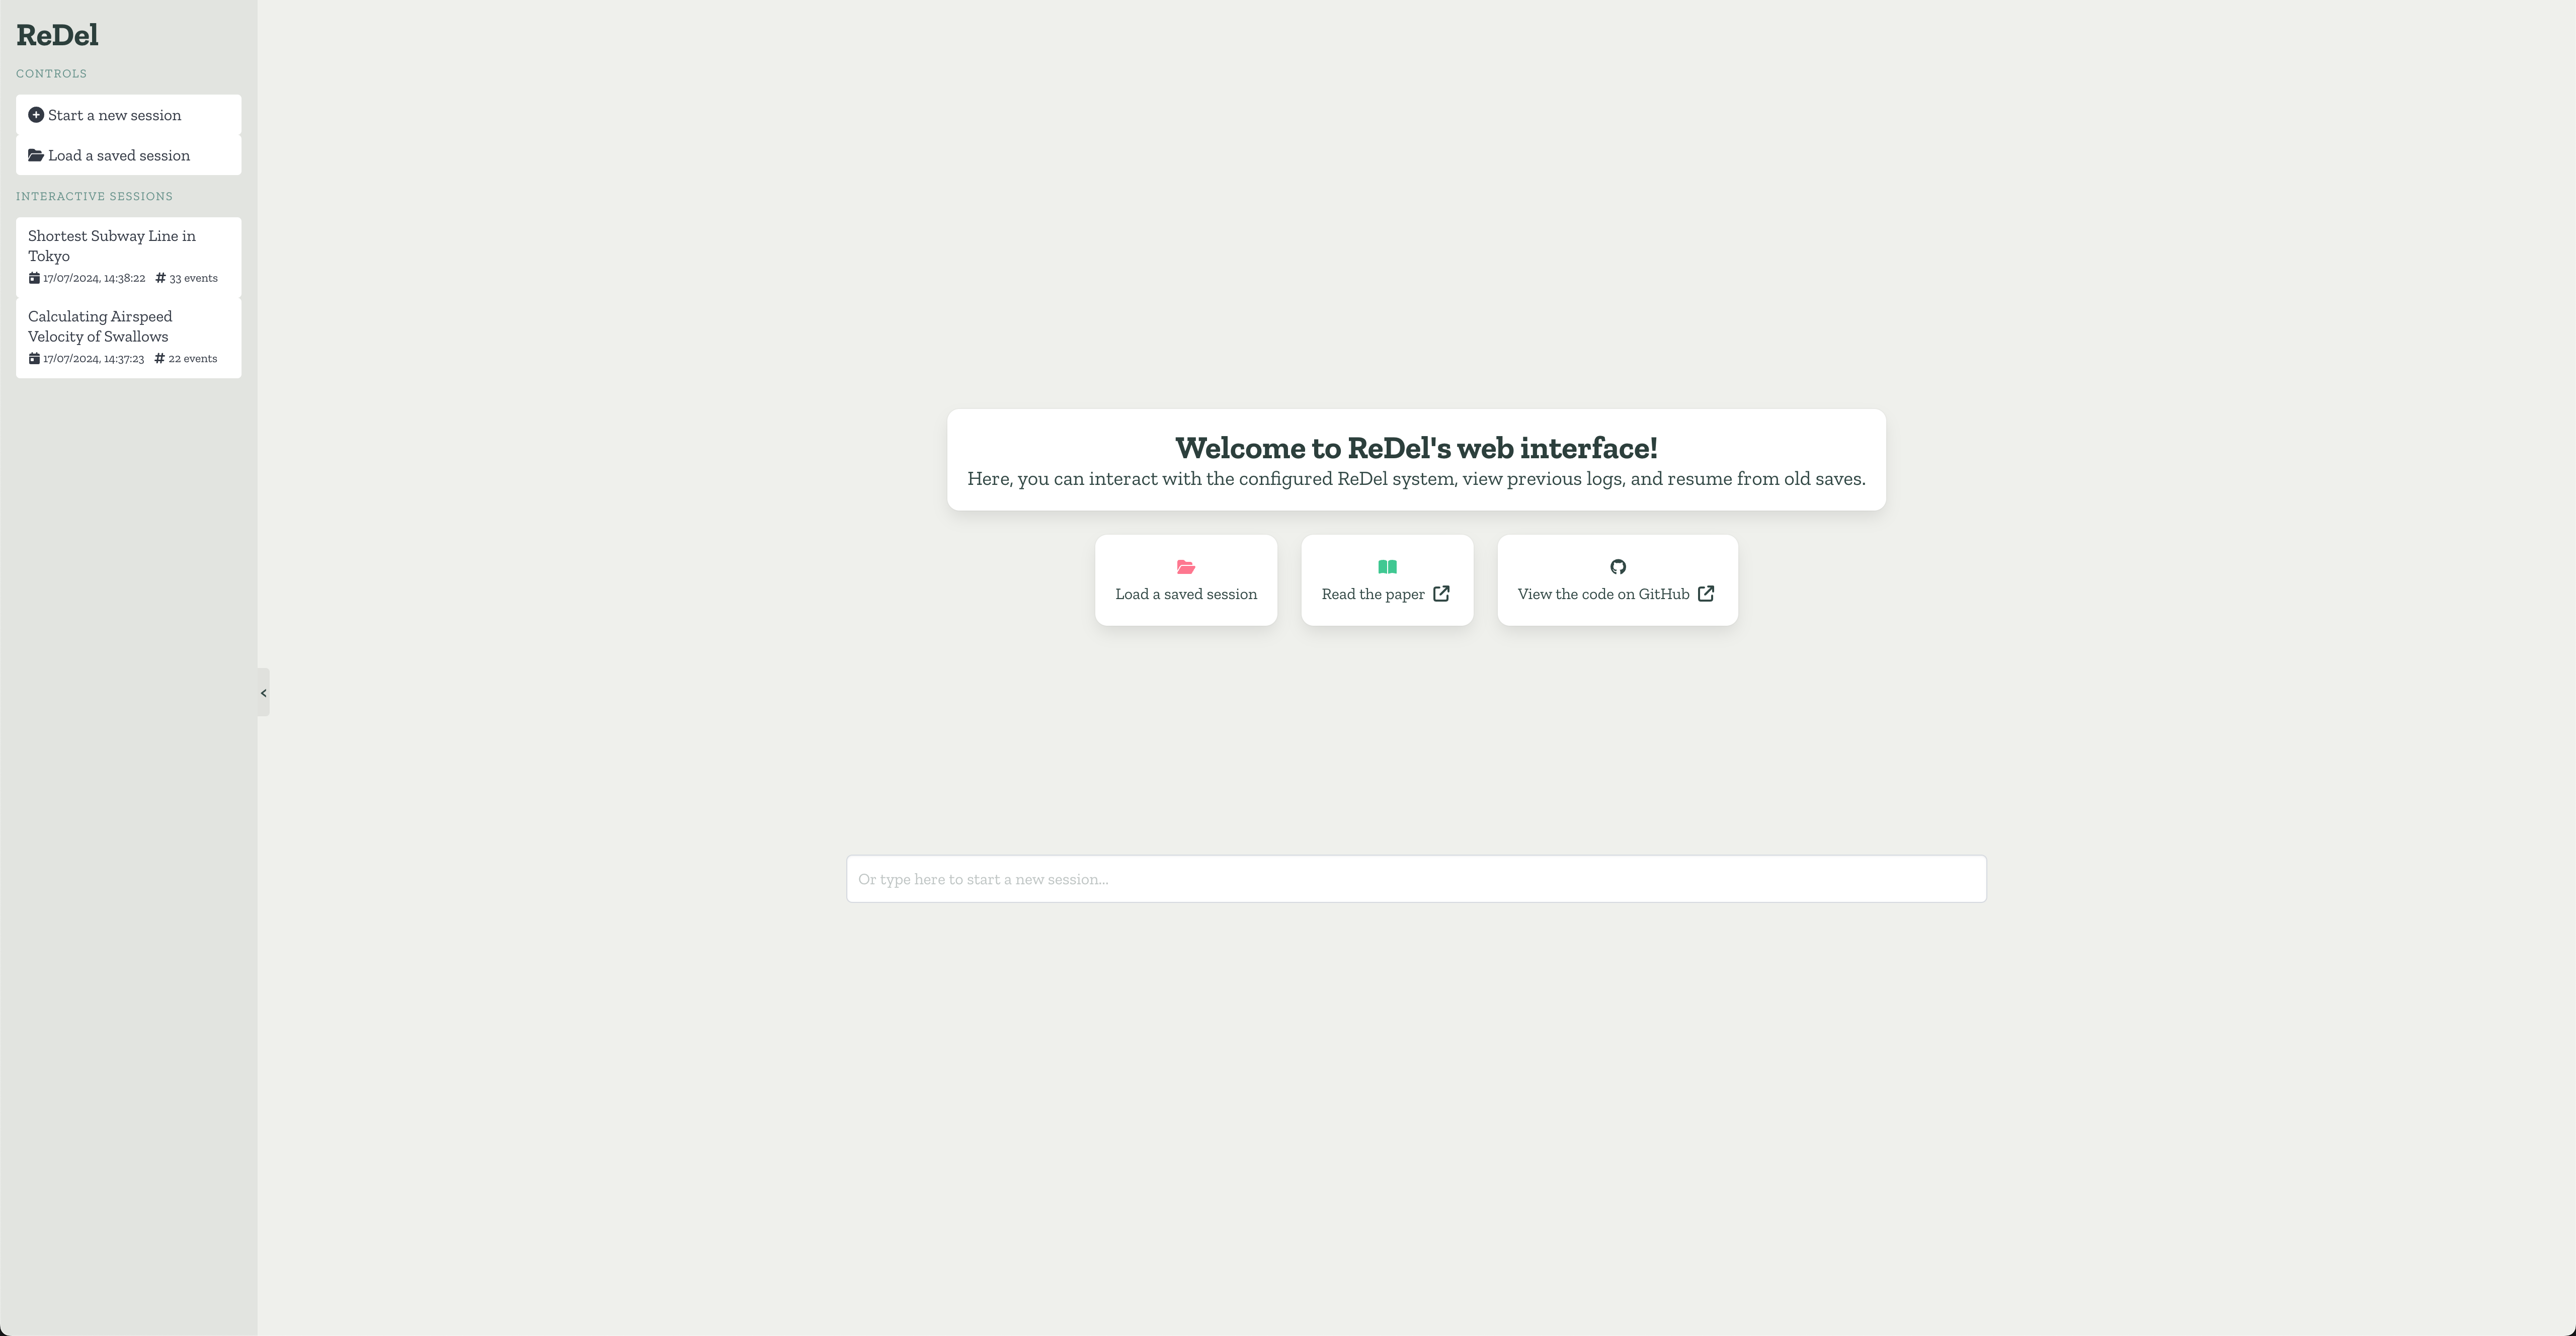 ReDel
CONTROLS
Start a new session
Load a saved session
INTERACTIVE SESSIONS
Shortest Subway Line in
Tokyo
17/07/2024, 14:38:22 # 33 events
Calculating Airspeed
Velocity of Swallows
17/07/2024, 14:37:23 # 22 events
<
Welcome to ReDel's web interface!
Here, you can interact with the configured ReDel system, view previous logs, and resume from old saves.
Load a saved session
Read the paper
View the code on GitHub
Or type here to start a new session...